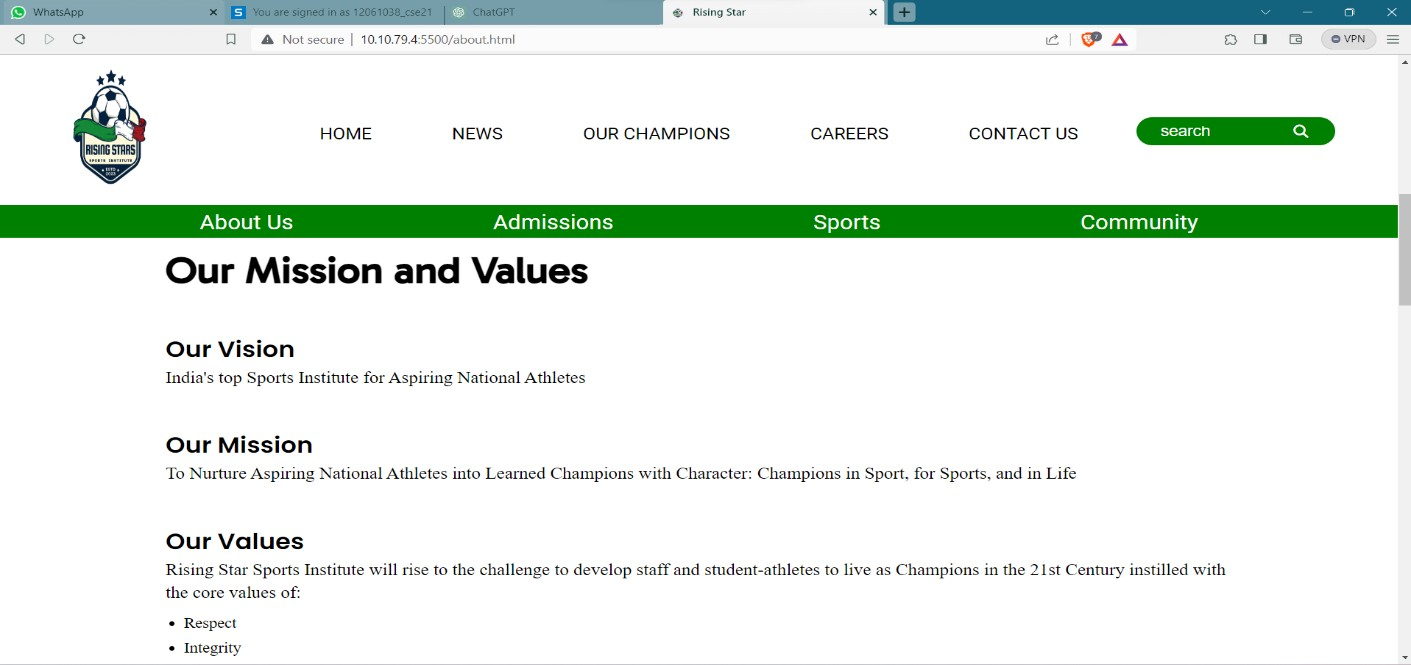 WhatsApp
You are signed in as 12061038_cse21
ChatGPT
Rising Star
Not secure | 10.10.79.4:5500/about.html
VPN
RISING STARS
SPORTS INSTITUTE
HOME
NEWS
OUR CHAMPIONS
CAREERS
CONTACT US
search
About Us
Admissions
Sports
Community
Our Mission and Values
Our Vision
India's top Sports Institute for Aspiring National Athletes
Our Mission
To Nurture Aspiring National Athletes into Learned Champions with Character: Champions in Sport, for Sports, and in Life
Our Values
Rising Star Sports Institute will rise to the challenge to develop staff and student-athletes to live as Champions in the 21st Century instilled with
the core values of:
• Respect
• Integrity